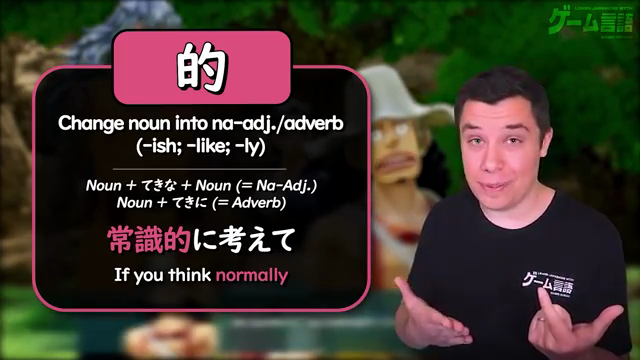 的
Change noun into na-adj./adverb
(-ish; -like; -ly)
Noun + てきな + Noun (= Na-Adj.)
Noun + てきに (= Adverb)
常識的に考えて
If you think normally
ゲーム言語
ゲーム言語